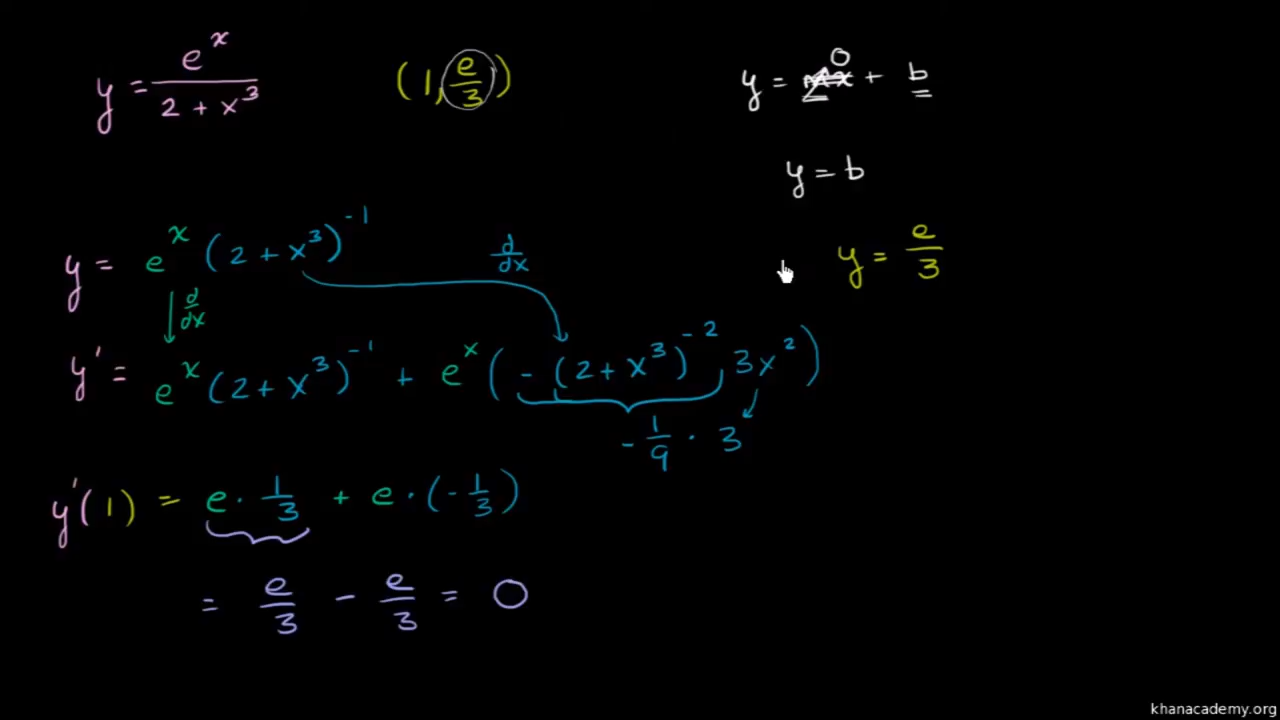 y = e^x / (2 + x^3)
(1, e/3)
y = 0 + b
y = b
y = e/3
y = e^x (2 + x^3)^-1
d/dx
d/dx
y' = e^x (2 + x^3)^-1 + e^x (-(2 + x^3)^-2 3x^2)
-1/9 · 3
y'(1) = e · 1/3 + e · (-1/3)
= e/3 - e/3 = 0
khanacademy.org